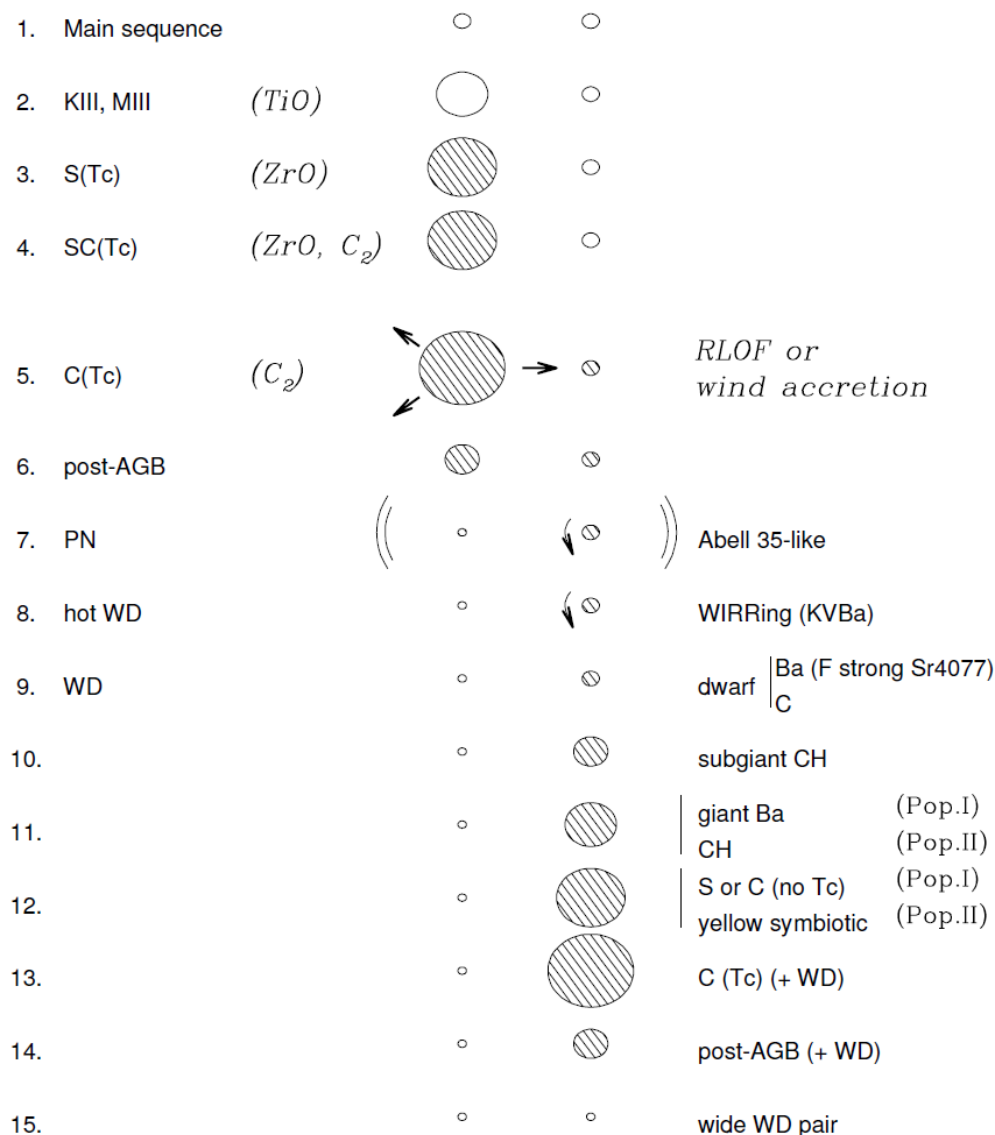 1. Main sequence
2. KIII, MIII (TiO)
3. S(Tc) (ZrO)
4. SC(Tc) (ZrO, C₂)
5. C(Tc) (C₂) RLOF or
wind accretion
6. post-AGB
7. PN Abell 35-like
8. hot WD WIRRing (KVBa)
9. WD dwarf Ba (F strong Sr4077)
C
10. subgiant CH
11. giant Ba (Pop.I)
CH (Pop.II)
12. S or C (no Tc) (Pop.I)
yellow symbiotic (Pop.II)
13. C (Tc) (+ WD)
14. post-AGB (+ WD)
15. wide WD pair